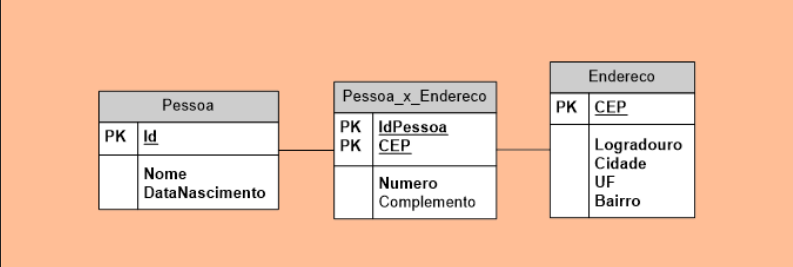 Pessoa
PK Id
Nome
DataNascimento
Pessoa_x_Endereco
PK IdPessoa
PK CEP
Numero
Complemento
Endereco
PK CEP
Logradouro
Cidade
UF
Bairro